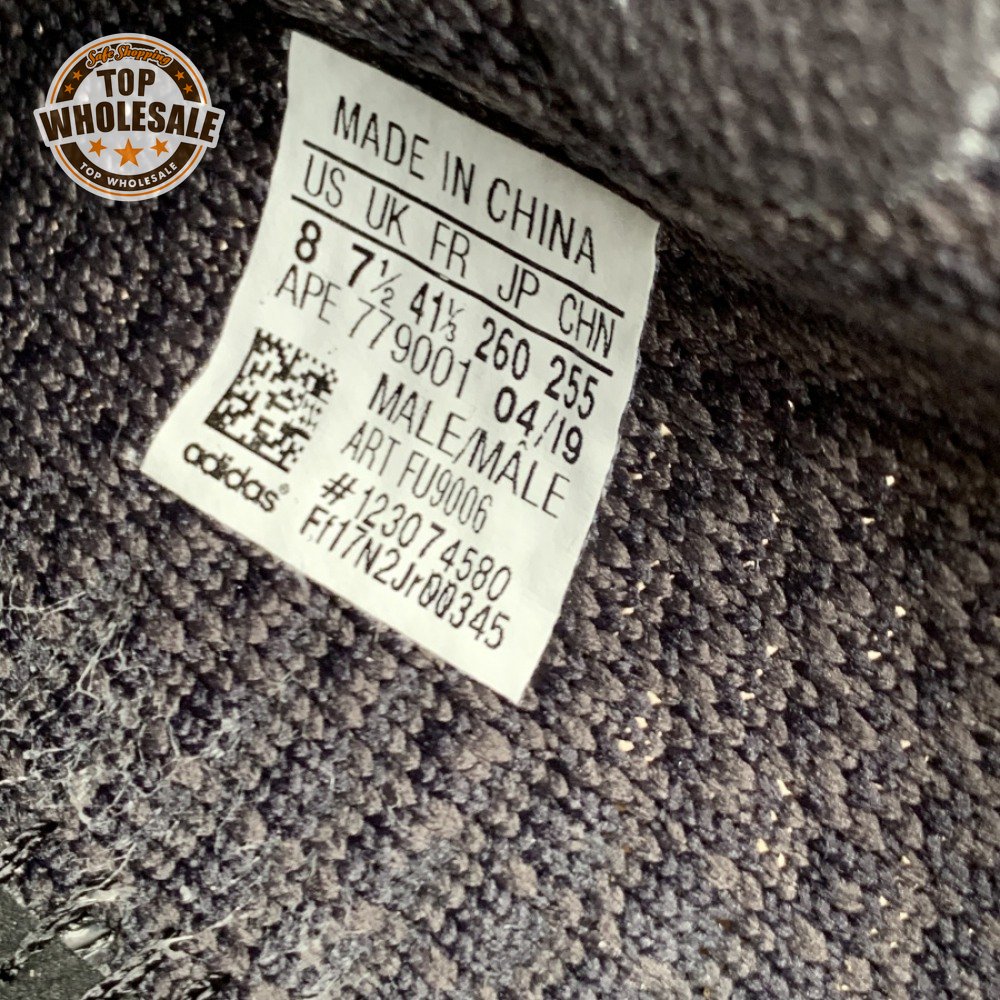 Safe Shopping
TOP
WHOLESALE
TOP WHOLESALE
MADE IN CHINA
US UK FR JP CHN
8 7½ 41⅓ 260 255
APE 779001 04/19
MALE/MÂLE
ART FU9006
#123074580
Ff17N2Jr00345
adidas®